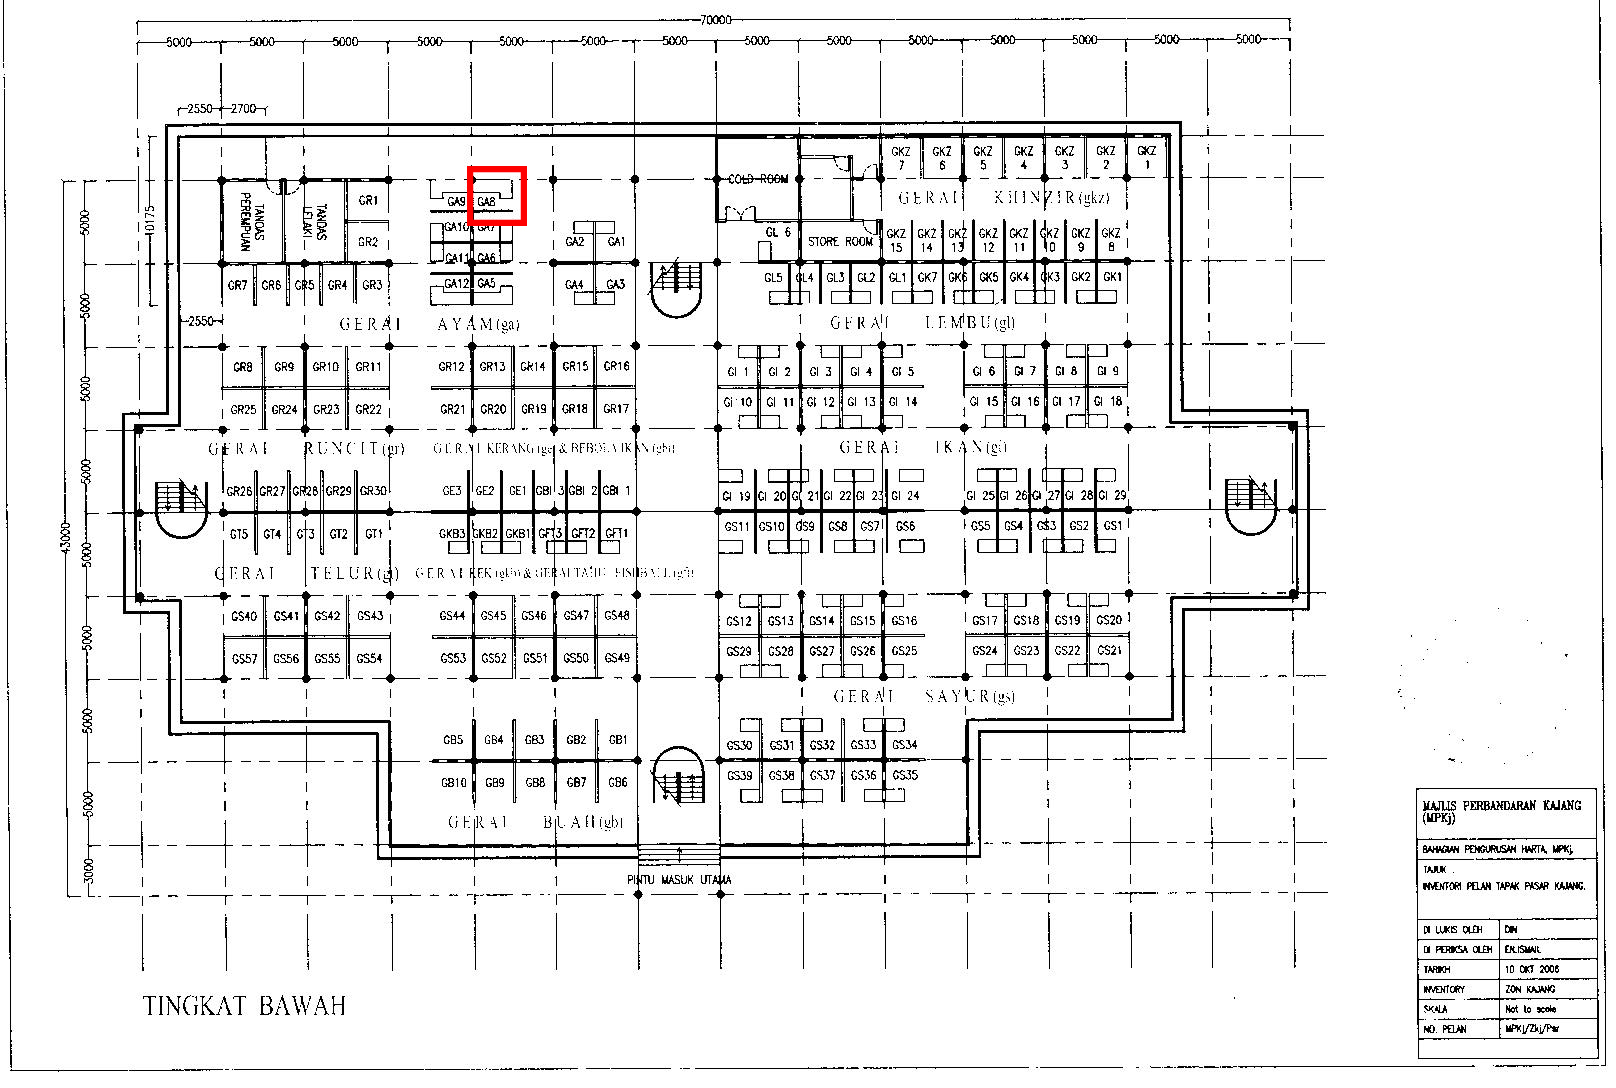 70000
5000 5000 5000 5000 5000 5000 5000 5000 5000 5000 5000 5000 5000 5000
2550 2700
GKZ 7 GKZ 6 GKZ 5 GKZ 4 GKZ 3 GKZ 2 GKZ 1
COLD ROOM
GERAI KHINZIR(gkz)
TANDAS PEREMPUAN
TANDAS LELAKI
GR1
GR2
GA9 GA8
GA10 GA7
GA11 GA6
GA12 GA5
GA2 GA1
GA4 GA3
GL 6
STORE ROOM
GKZ 15 GKZ 14 GKZ 13 GKZ 12 GKZ 11 GKZ 10 GKZ 9 GKZ 8
GR7 GR6 GR5 GR4 GR3
GL5 GL4 GL3 GL2 GL1 GK7 GK6 GK5 GK4 GK3 GK2 GK1
10175
2550
GERAI AYAM(ga)
GERAI LEMBU(gl)
GR8 GR9 GR10 GR11 GR12 GR13 GR14 GR15 GR16
GI 1 GI 2 GI 3 GI 4 GI 5 GI 6 GI 7 GI 8 GI 9
GR25 GR24 GR23 GR22 GR21 GR20 GR19 GR18 GR17
GI 10 GI 11 GI 12 GI 13 GI 14 GI 15 GI 16 GI 17 GI 18
GERAI RUNCIT(gr)
GERAI KERANG(ge) & BEBOLA IKAN(gbi)
GERAI IKAN(gi)
GR26 GR27 GR28 GR29 GR30 GE3 GE2 GE1 GBI 3 GBI 2 GBI 1
GI 19 GI 20 GI 21 GI 22 GI 23 GI 24 GI 25 GI 26 GI 27 GI 28 GI 29
GT5 GT4 GT3 GT2 GT1 GKB3 GKB2 GKB1 GFT3 GFT2 GFT1
GS11 GS10 GS9 GS8 GS7 GS6 GS5 GS4 GS3 GS2 GS1
GERAI
TELUR(gt)
GERAI KEK(gkb) & GERAI
GS40 GS41 GS42 GS43 GS44 GS45 GS46 GS47 GS48
GS12 GS13 GS14 GS15 GS16 GS17 GS18 GS19 GS20
GS57 GS56 GS55 GS54 GS53 GS52 GS51 GS50 GS49
GS29 GS28 GS27 GS26 GS25 GS24 GS23 GS22 GS21
GERAI SAYUR(gs)
GB5 GB4 GB3 GB2 GB1
GS30 GS31 GS32 GS33 GS34
GB10 GB9 GB8 GB7 GB6
GS39 GS38 GS37 GS36 GS35
GERAI BUAH(gb)
PINTU MASUK UTAMA
43000
5000
5000
5000
5000
5000
5000
5000
5000
3000
TINGKAT BAWAH
MAJLIS PERBANDARAN KAJANG
(MPKj)
BAHAGIAN PENGURUSAN HARTA, MPKj,
TAJUK .
INVENTORI PELAN TAPAK PASAR KAJANG.
DI LUKIS OLEH DIN
DI PERIKSA OLEH EN.ISMAIL
TARIKH 10 OKT 2006
INVENTORY ZON KAJANG
SKALA Not to scale
NO. PELAN MPKj/Zkj/Psr